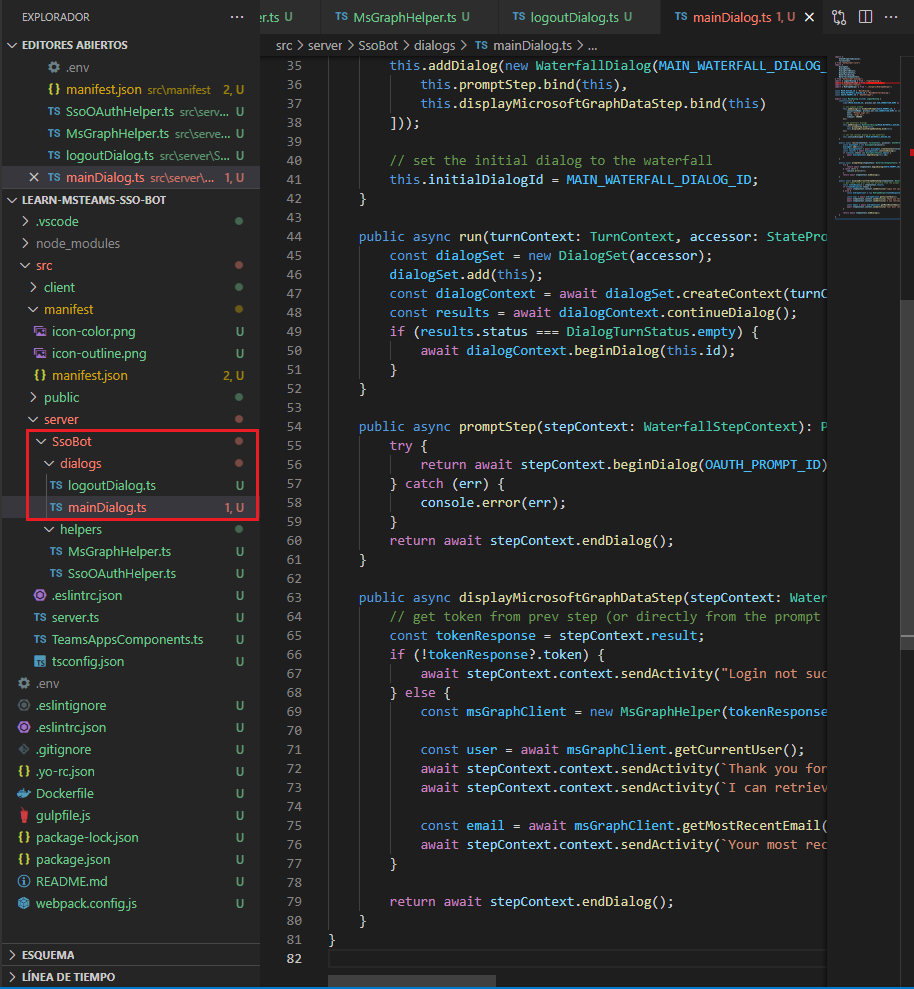 EXPLORADOR ···
EDITORES ABIERTOS
.env
{} manifest.json src\manifest 2, U
TS SsoOAuthHelper.ts src\serve... U
TS MsGraphHelper.ts src\serve... U
TS logoutDialog.ts src\server\S... U
TS mainDialog.ts src\server\... 1, U
LEARN-MSTEAMS-SSO-BOT
.vscode
node_modules
src
client
manifest
icon-color.png U
icon-outline.png U
{} manifest.json 2, U
public
server
SsoBot
dialogs
TS logoutDialog.ts U
TS mainDialog.ts 1, U
helpers
TS MsGraphHelper.ts U
TS SsoOAuthHelper.ts U
.eslintrc.json U
TS server.ts U
TS TeamsAppsComponents.ts U
TS tsconfig.json U
.env
.eslintignore U
.eslintrc.json U
.gitignore U
{} .yo-rc.json U
Dockerfile U
gulpfile.js U
{} package-lock.json U
{} package.json U
README.md U
webpack.config.js U
ESQUEMA
LÍNEA DE TIEMPO
er.ts U TS MsGraphHelper.ts U TS logoutDialog.ts U TS mainDialog.ts 1, U ···
src > server > SsoBot > dialogs > TS mainDialog.ts > ...
35 this.addDialog(new WaterfallDialog(MAIN_WATERFALL_DIALOG_
36 this.promptStep.bind(this),
37 this.displayMicrosoftGraphDataStep.bind(this)
38 ]));
39
40 // set the initial dialog to the waterfall
41 this.initialDialogId = MAIN_WATERFALL_DIALOG_ID;
42 }
43
44 public async run(turnContext: TurnContext, accessor: StatePro
45 const dialogSet = new DialogSet(accessor);
46 dialogSet.add(this);
47 const dialogContext = await dialogSet.createContext(turnC
48 const results = await dialogContext.continueDialog();
49 if (results.status === DialogTurnStatus.empty) {
50 await dialogContext.beginDialog(this.id);
51 }
52 }
53
54 public async promptStep(stepContext: WaterfallStepContext): P
55 try {
56 return await stepContext.beginDialog(OAUTH_PROMPT_ID)
57 } catch (err) {
58 console.error(err);
59 }
60 return await stepContext.endDialog();
61 }
62
63 public async displayMicrosoftGraphDataStep(stepContext: Water
64 // get token from prev step (or directly from the prompt
65 const tokenResponse = stepContext.result;
66 if (!tokenResponse?.token) {
67 await stepContext.context.sendActivity("Login not suc
68 } else {
69 const msGraphClient = new MsGraphHelper(tokenResponse
70
71 const user = await msGraphClient.getCurrentUser();
72 await stepContext.context.sendActivity(`Thank you for
73 await stepContext.context.sendActivity(`I can retriev
74
75 const email = await msGraphClient.getMostRecentEmail(
76 await stepContext.context.sendActivity(`Your most rec
77 }
78
79 return await stepContext.endDialog();
80 }
81 }
82